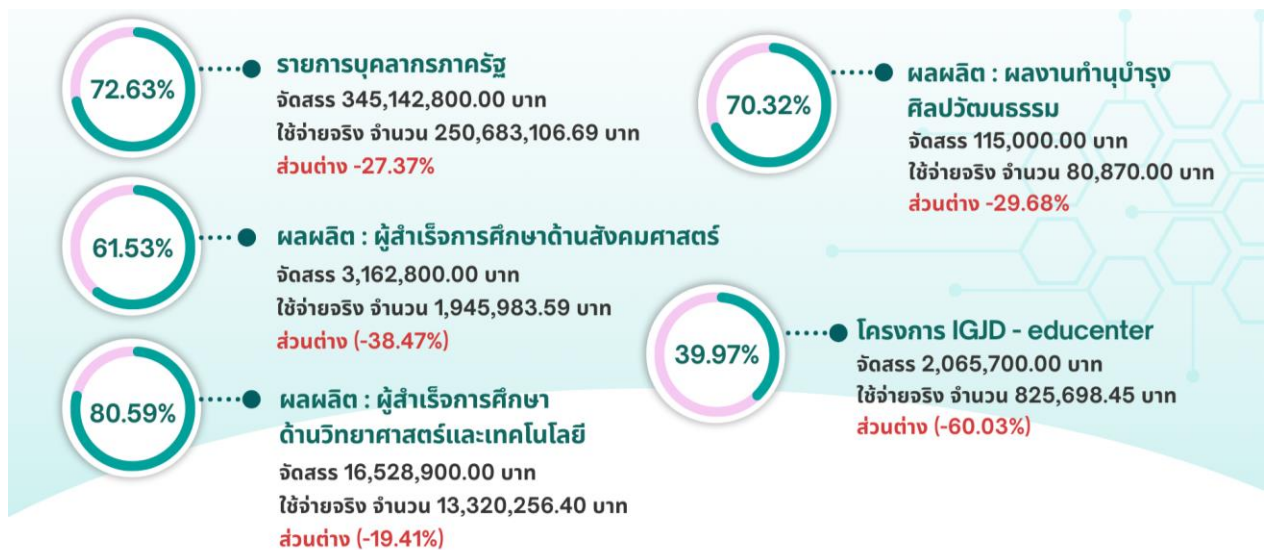 72.63%
รายการบุคลากรภาครัฐ
จัดสรร 345,142,800.00 บาท
ใช้จ่ายจริง จำนวน 250,683,106.69 บาท
ส่วนต่าง -27.37%
61.53%
ผลผลิต : ผู้สำเร็จการศึกษาด้านสังคมศาสตร์
จัดสรร 3,162,800.00 บาท
ใช้จ่ายจริง จำนวน 1,945,983.59 บาท
ส่วนต่าง (-38.47%)
80.59%
ผลผลิต : ผู้สำเร็จการศึกษา
ด้านวิทยาศาสตร์และเทคโนโลยี
จัดสรร 16,528,900.00 บาท
ใช้จ่ายจริง จำนวน 13,320,256.40 บาท
ส่วนต่าง (-19.41%)
70.32%
ผลผลิต : ผลงานทำนุบำรุง
ศิลปวัฒนธรรม
จัดสรร 115,000.00 บาท
ใช้จ่ายจริง จำนวน 80,870.00 บาท
ส่วนต่าง -29.68%
39.97%
โครงการ IGJD - educenter
จัดสรร 2,065,700.00 บาท
ใช้จ่ายจริง จำนวน 825,698.45 บาท
ส่วนต่าง (-60.03%)